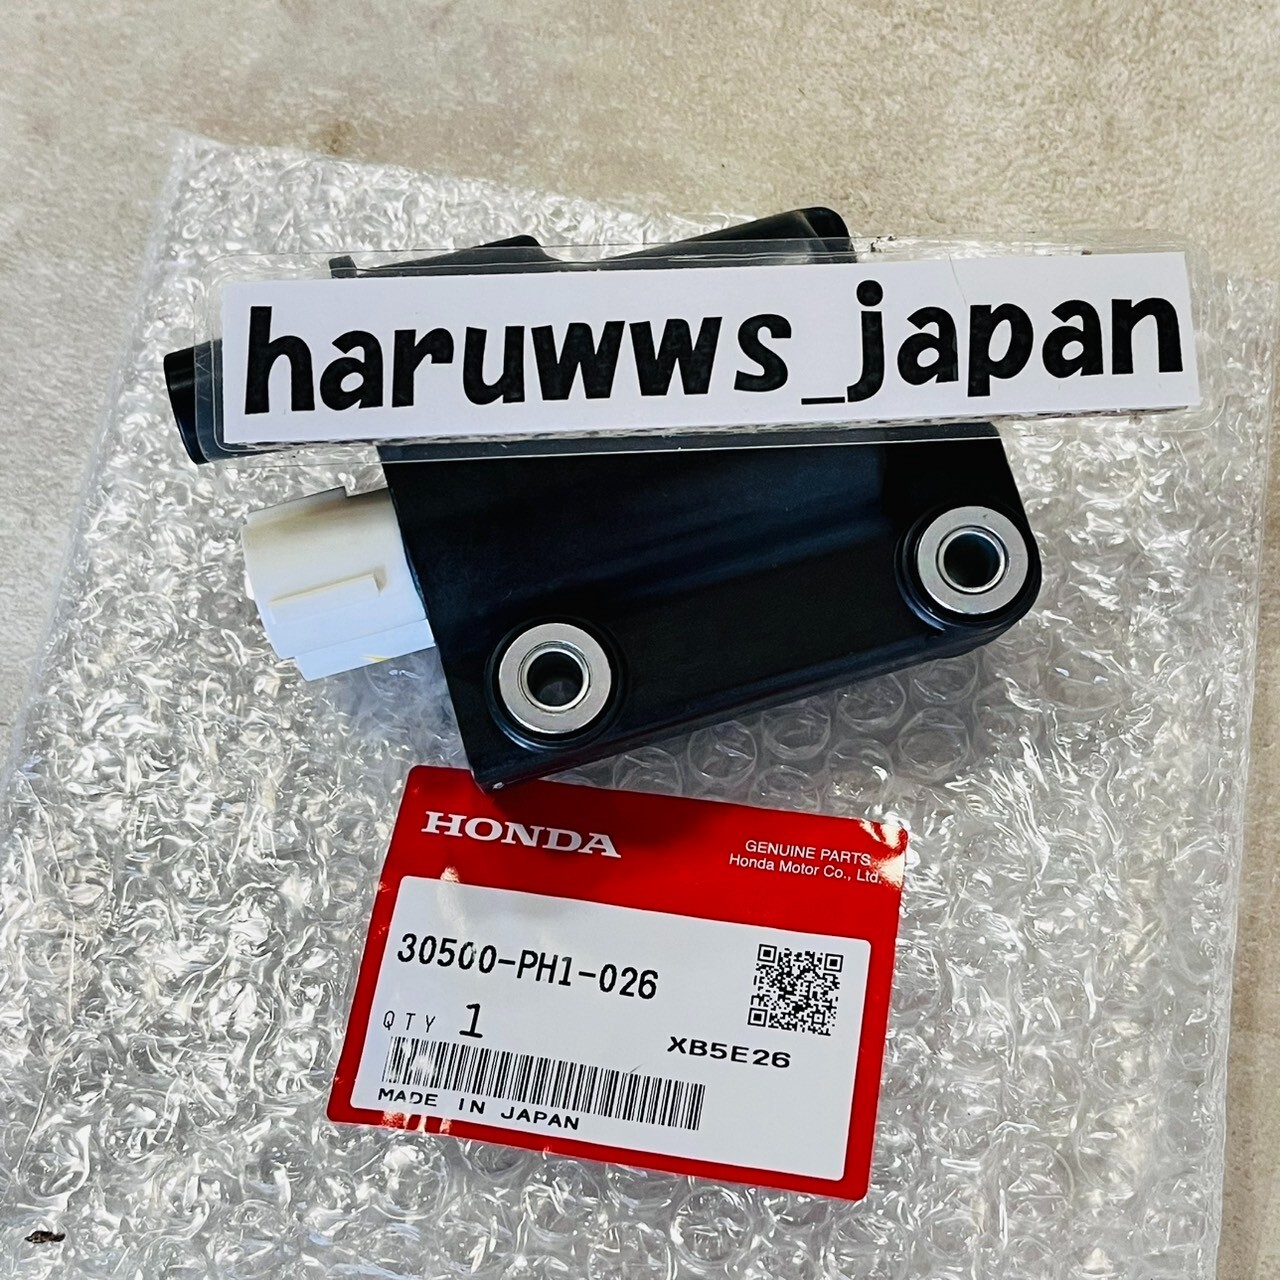 haruwws_japan
HONDA
GENUINE PARTS
Honda Motor Co., Ltd.
30500-PH1-026
QTY 1
XB5E26
MADE IN JAPAN